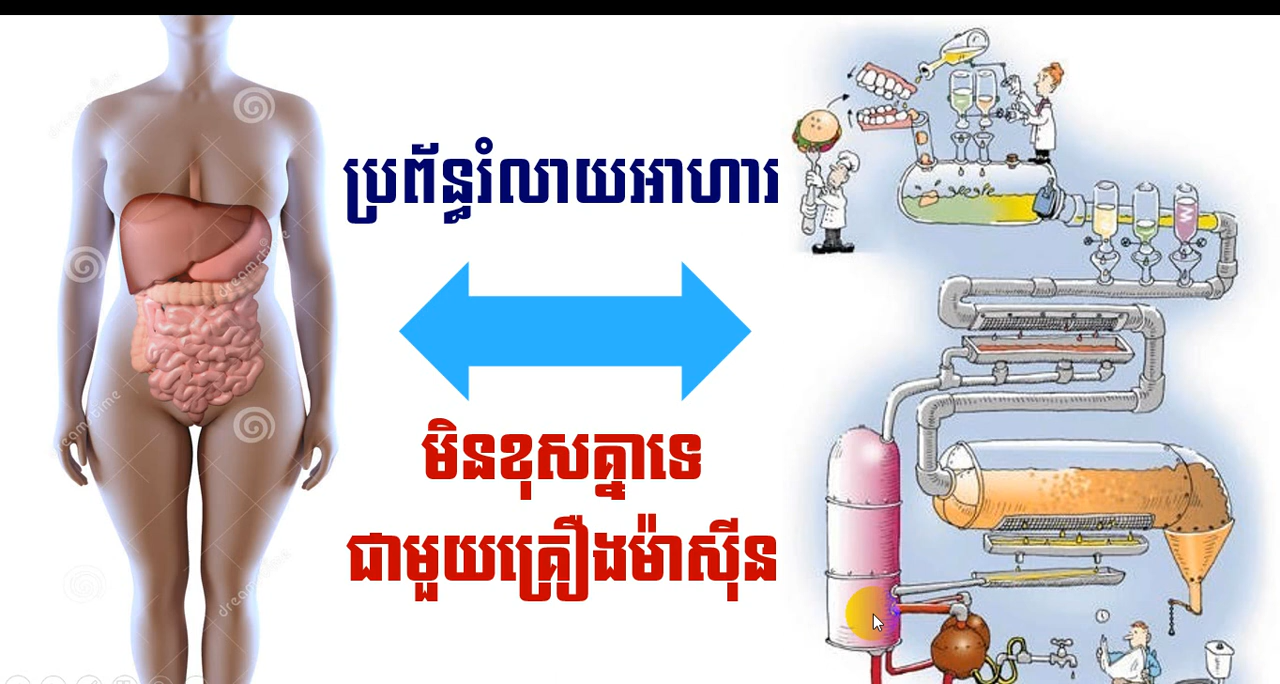 ប្រព័ន្ធរំលាយអាហារ
មិនខុសគ្នាទេ
ជាមួយគ្រឿងម៉ាស៊ីន
dreamstime